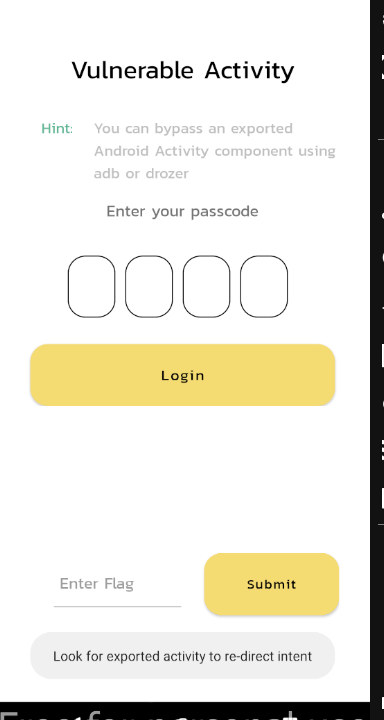 Vulnerable Activity
Hint: You can bypass an exported
Android Activity component using
adb or drozer
Enter your passcode
Login
Enter Flag
Submit
Look for exported activity to re-direct intent